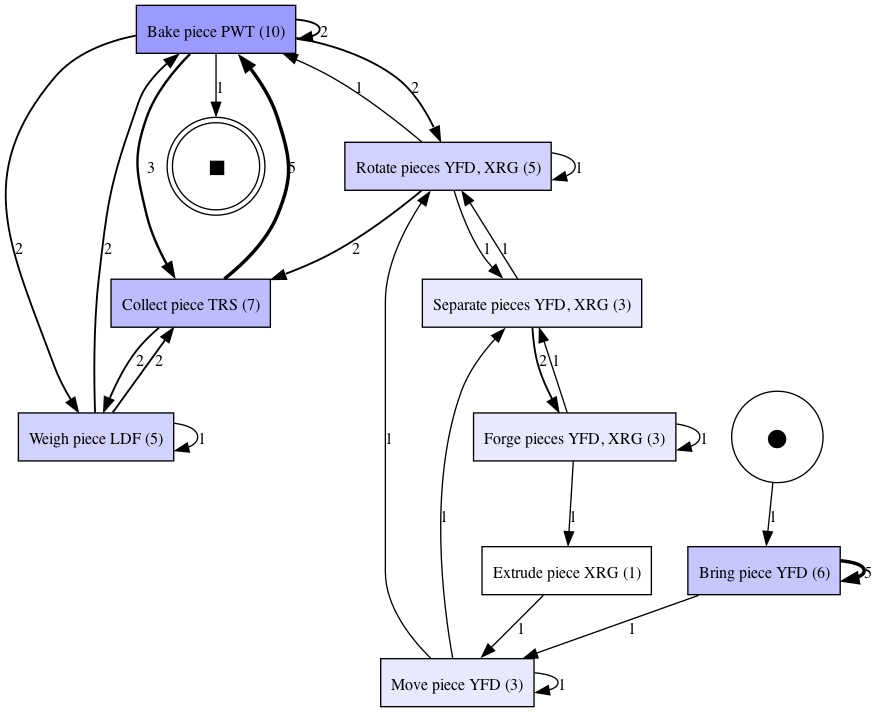 Bake piece PWT (10)
2
1
1
2
3
5
Rotate pieces YFD, XRG (5)
1
2
2
2
1
1
Collect piece TRS (7)
Separate pieces YFD, XRG (3)
2
2
2
1
Weigh piece LDF (5)
1
Forge pieces YFD, XRG (3)
1
1
1
1
1
Extrude piece XRG (1)
Bring piece YFD (6)
5
1
1
Move piece YFD (3)
1